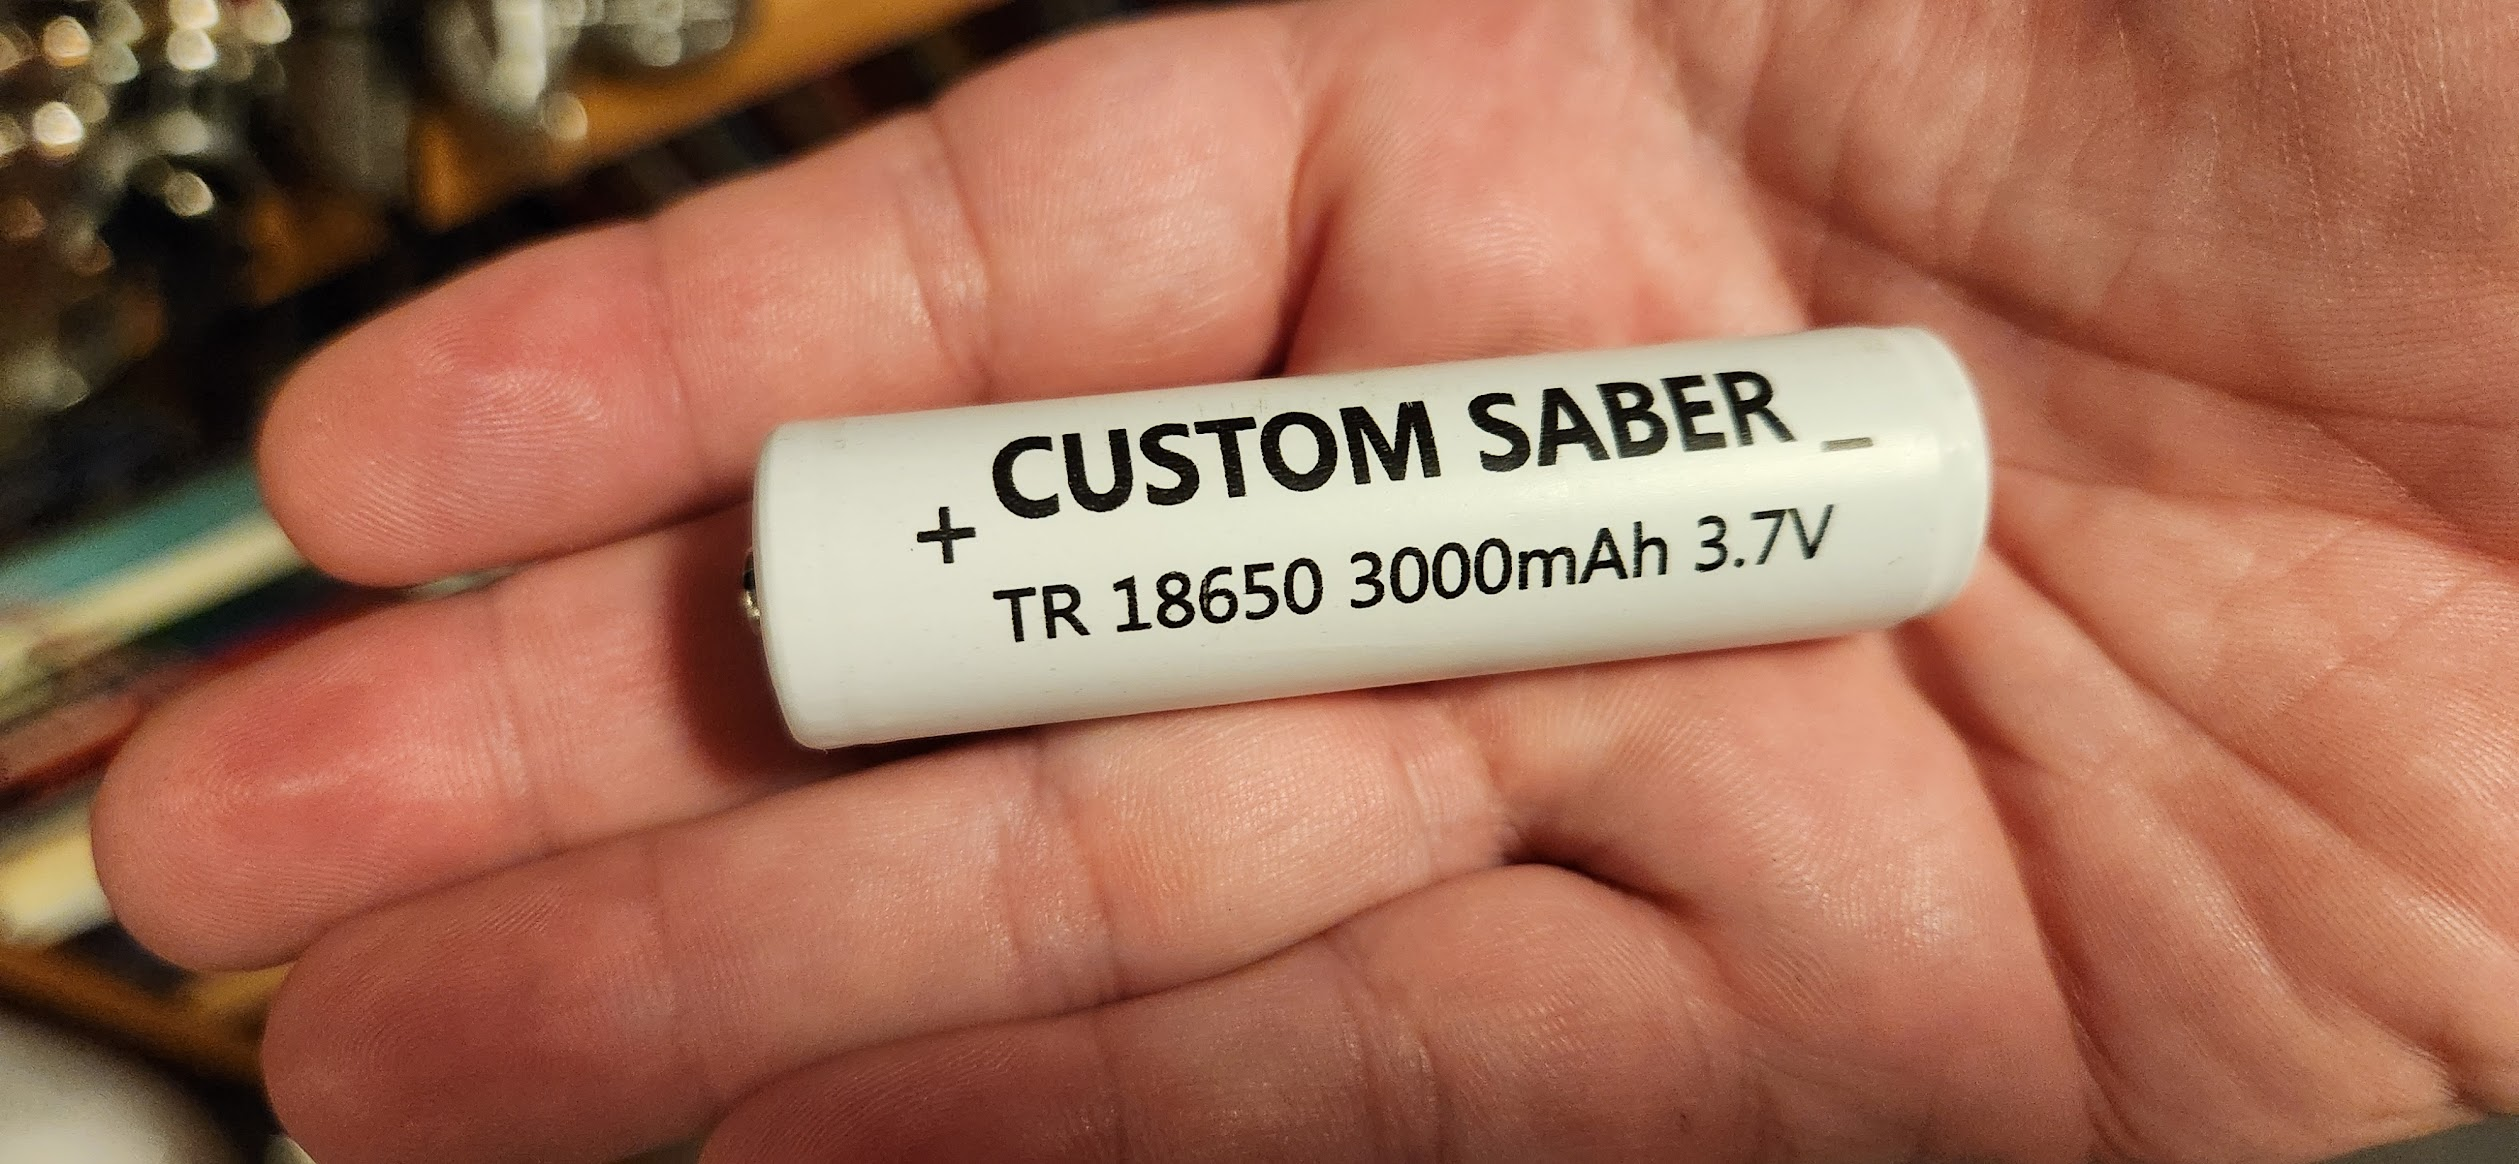 + CUSTOM SABER -
TR 18650 3000mAh 3.7V